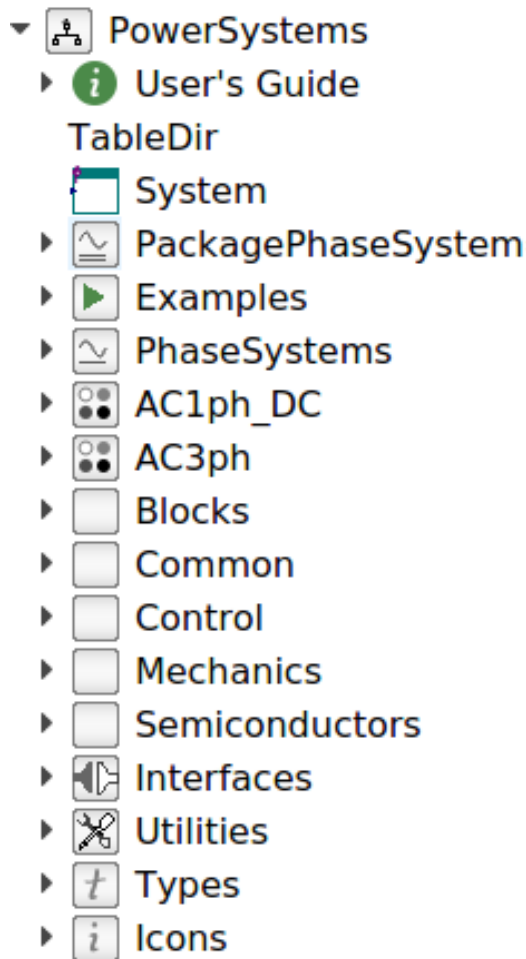 PowerSystems
User's Guide
TableDir
System
PackagePhaseSystem
Examples
PhaseSystems
AC1ph_DC
AC3ph
Blocks
Common
Control
Mechanics
Semiconductors
Interfaces
Utilities
t Types
i Icons